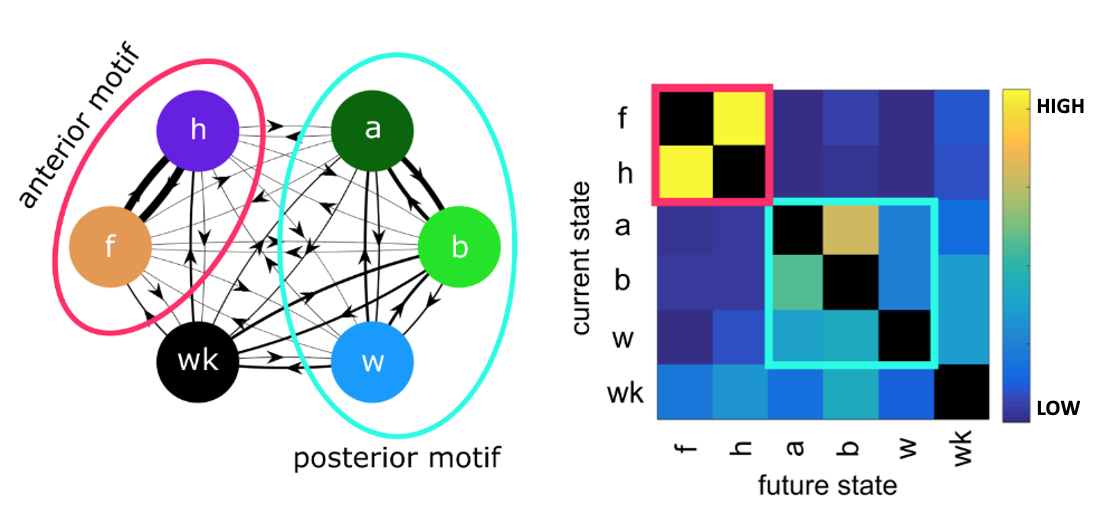 anterior motif
h
a
f
b
wk
w
posterior motif
current state
f
h
a
b
w
wk
f
h
a
b
w
wk
future state
HIGH
LOW